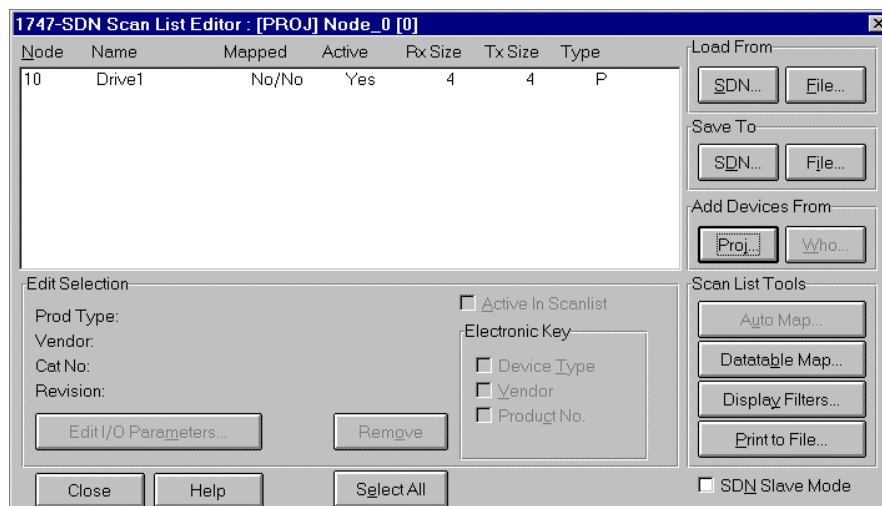 1747-SDN Scan List Editor : [PROJ] Node_0 [0]
Node Name Mapped Active Rx Size Tx Size Type
10 Drive1 No/No Yes 4 4 P
Load From
SDN... File...
Save To
SDN... File...
Add Devices From
Proj... Who...
Edit Selection
Prod Type:
Vendor:
Cat No:
Revision:
Active In Scanlist
Electronic Key
Device Type
Vendor
Product No.
Edit I/O Parameters... Remove
Scan List Tools
Auto Map...
Datatable Map...
Display Filters...
Print to File...
Close Help Select All
SDN Slave Mode